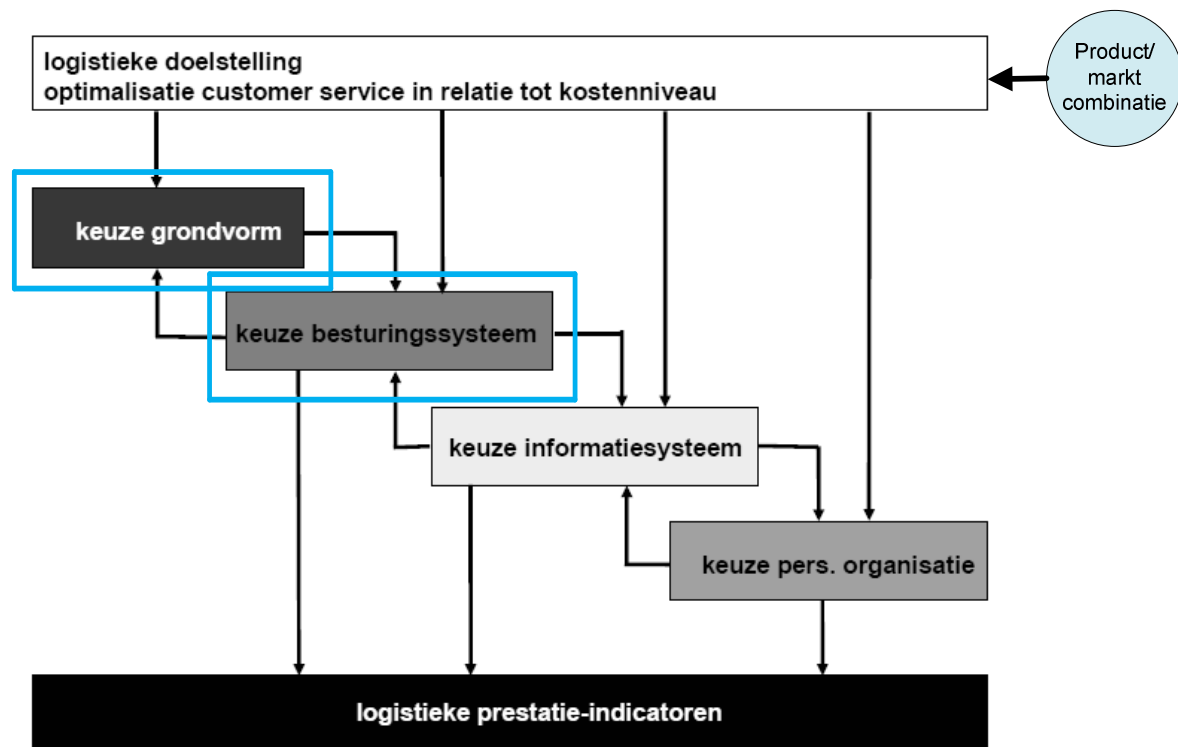 logistieke doelstelling
optimalisatie customer service in relatie tot kostenniveau
Product/
markt
combinatie
keuze grondvorm
keuze besturingssysteem
keuze informatiesysteem
keuze pers. organisatie
logistieke prestatie-indicatoren